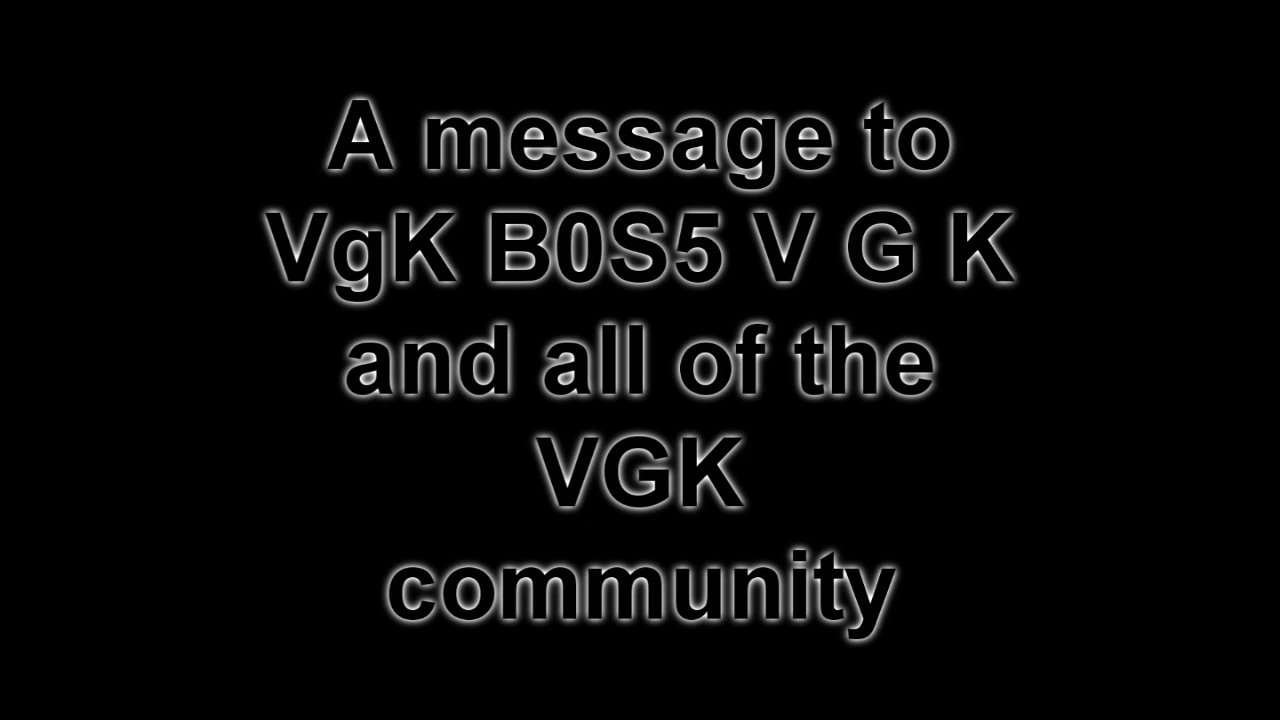 A message to
VgK B0S5 V G K
and all of the
VGK
community